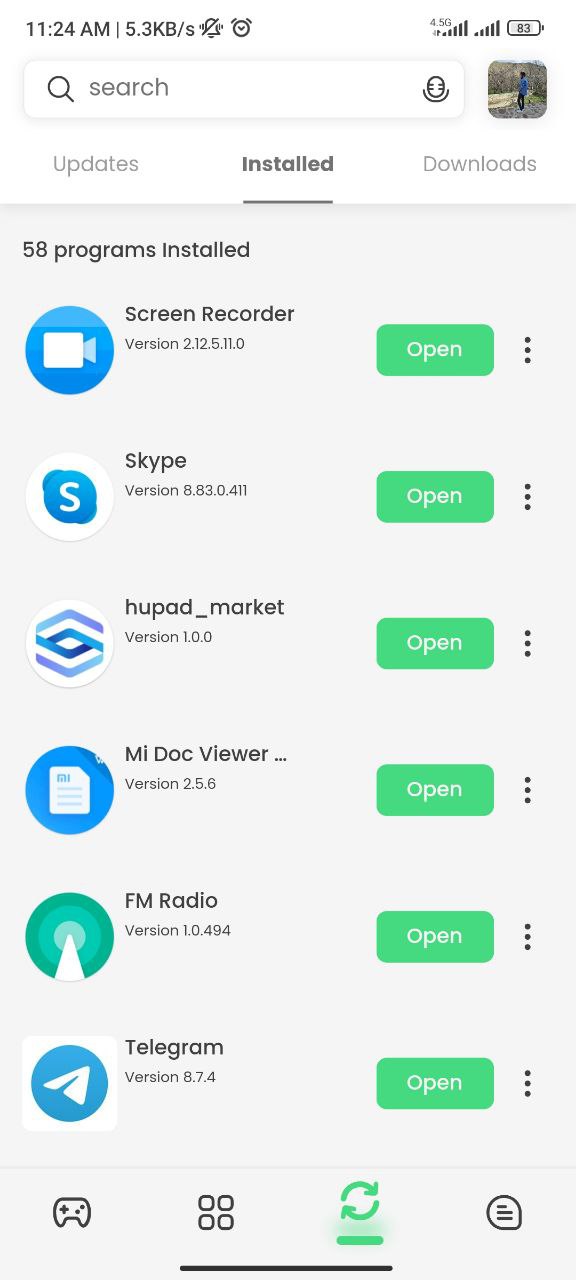 11:24 AM | 5.3KB/s 4.5G 83
search
Updates Installed Downloads
58 programs Installed
Screen Recorder
Version 2.12.5.11.0
Open
Skype
Version 8.83.0.411
Open
hupad_market
Version 1.0.0
Open
Mi Doc Viewer ...
Version 2.5.6
Open
FM Radio
Version 1.0.494
Open
Telegram
Version 8.7.4
Open